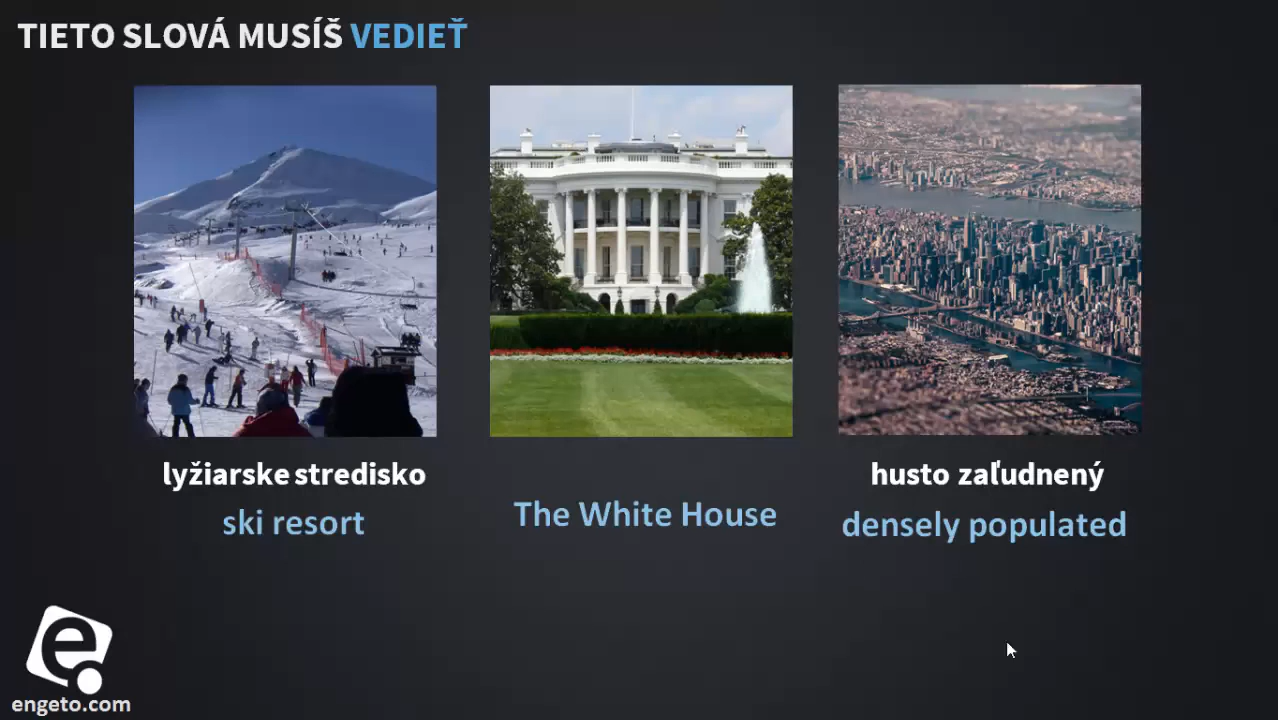 TIETO SLOVÁ MUSÍŠ VEDIEŤ
lyžiarske stredisko
ski resort
The White House
husto zaľudnený
densely populated
e
engeto.com